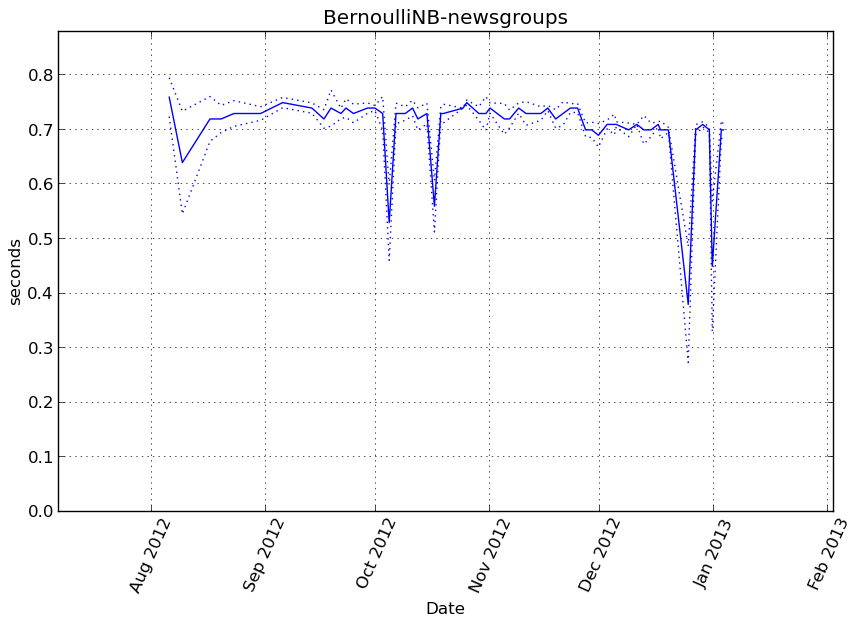 BernoulliNB-newsgroups
0.8
0.7
0.6
0.5
0.4
0.3
0.2
0.1
0.0
seconds
Aug 2012
Sep 2012
Oct 2012
Nov 2012
Dec 2012
Jan 2013
Feb 2013
Date